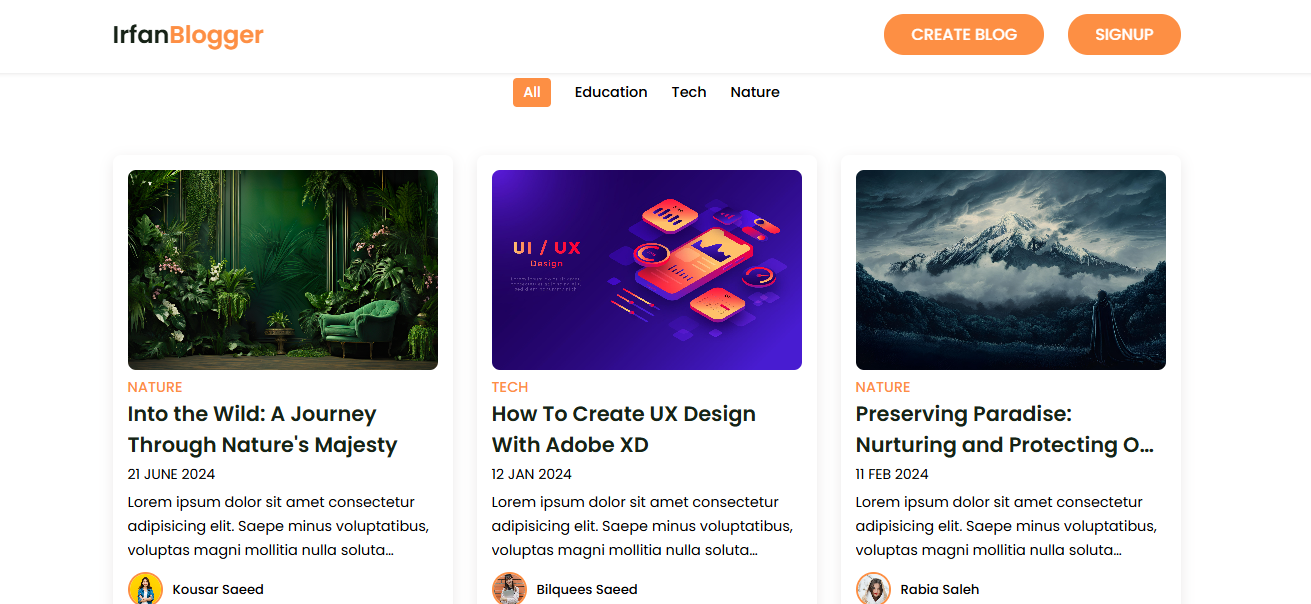 IrfanBlogger
CREATE BLOG
SIGNUP
All
Education
Tech
Nature
UI / UX
Design
NATURE
Into the Wild: A Journey
Through Nature's Majesty
21 JUNE 2024
Lorem ipsum dolor sit amet consectetur
adipisicing elit. Saepe minus voluptatibus,
voluptas magni mollitia nulla soluta...
Kousar Saeed
TECH
How To Create UX Design
With Adobe XD
12 JAN 2024
Lorem ipsum dolor sit amet consectetur
adipisicing elit. Saepe minus voluptatibus,
voluptas magni mollitia nulla soluta...
Bilquees Saeed
NATURE
Preserving Paradise:
Nurturing and Protecting O...
11 FEB 2024
Lorem ipsum dolor sit amet consectetur
adipisicing elit. Saepe minus voluptatibus,
voluptas magni mollitia nulla soluta...
Rabia Saleh